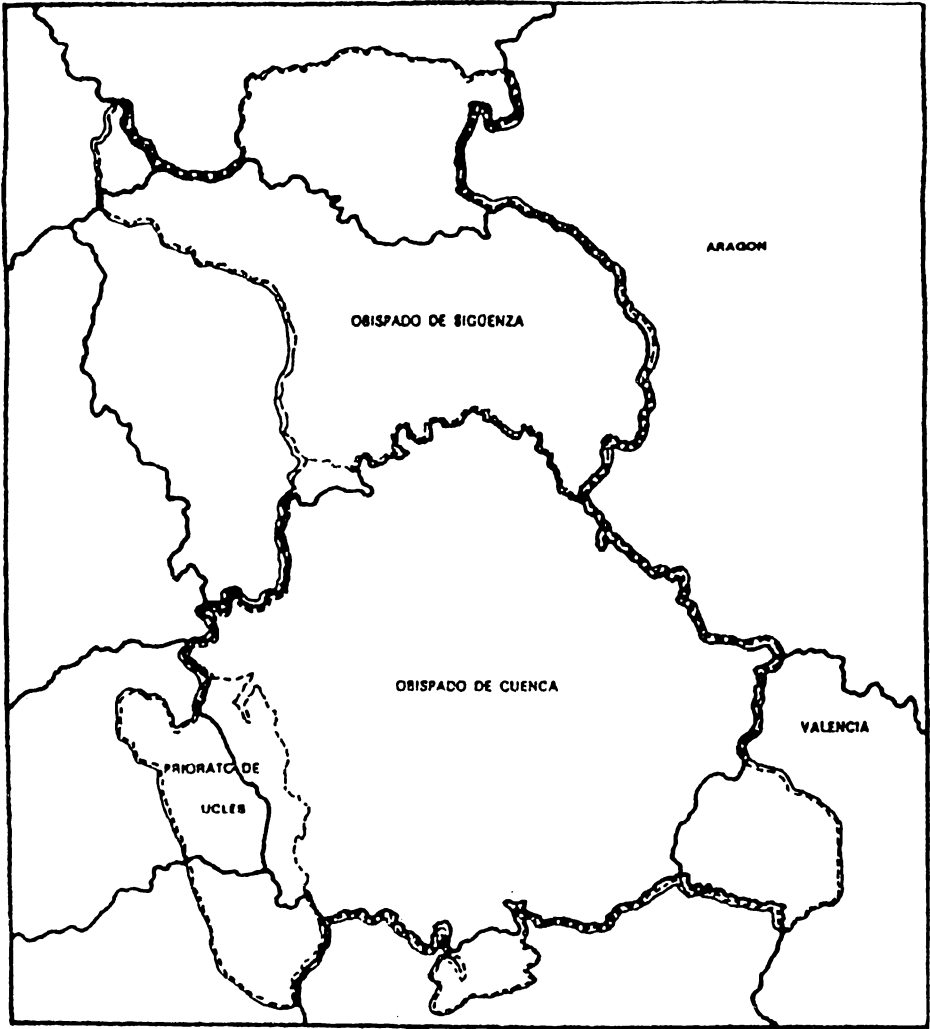 ARAGON
OBISPADO DE SIGÜENZA
OBISPADO DE CUENCA
VALENCIA
PRIORATO DE
UCLES